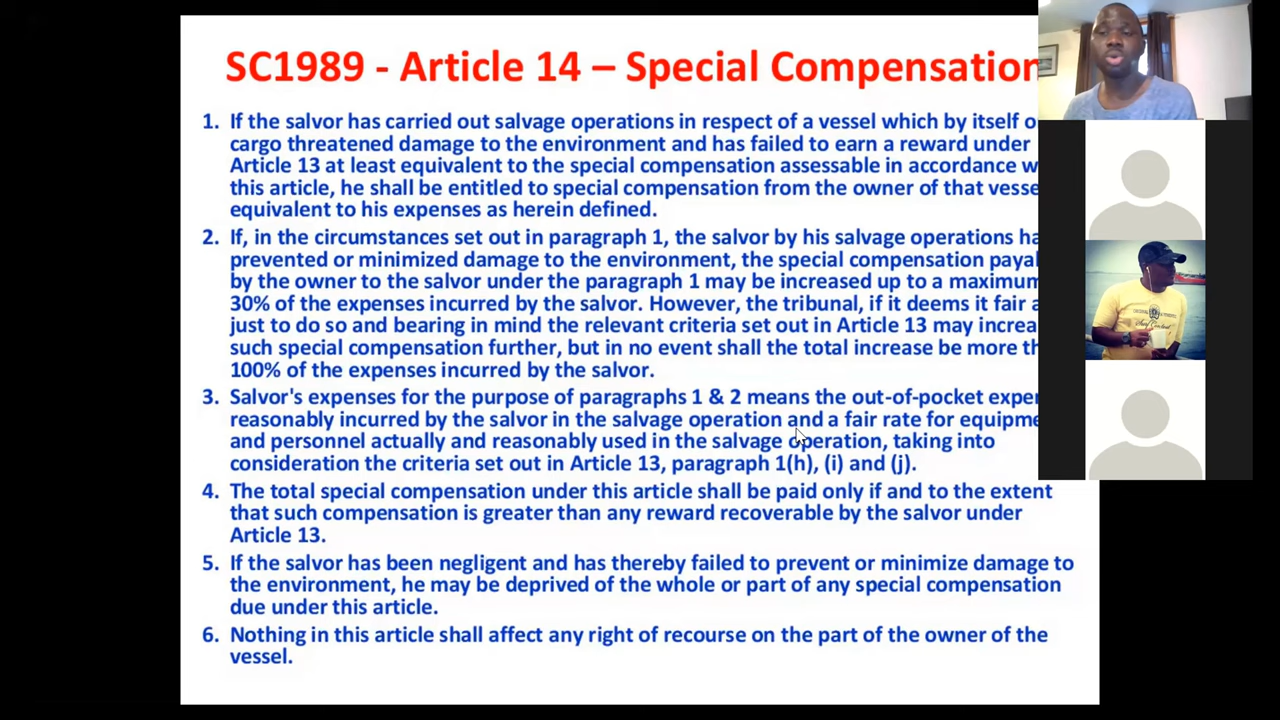 SC1989 - Article 14 – Special Compensation
1. If the salvor has carried out salvage operations in respect of a vessel which by itself o
cargo threatened damage to the environment and has failed to earn a reward under
Article 13 at least equivalent to the special compensation assessable in accordance w
this article, he shall be entitled to special compensation from the owner of that vesse
equivalent to his expenses as herein defined.
2. If, in the circumstances set out in paragraph 1, the salvor by his salvage operations ha
prevented or minimized damage to the environment, the special compensation paya
by the owner to the salvor under the paragraph 1 may be increased up to a maximum
30% of the expenses incurred by the salvor. However, the tribunal, if it deems it fair a
just to do so and bearing in mind the relevant criteria set out in Article 13 may increa
such special compensation further, but in no event shall the total increase be more th
100% of the expenses incurred by the salvor.
3. Salvor's expenses for the purpose of paragraphs 1 & 2 means the out-of-pocket expe
reasonably incurred by the salvor in the salvage operation and a fair rate for equipme
and personnel actually and reasonably used in the salvage operation, taking into
consideration the criteria set out in Article 13, paragraph 1(h), (i) and (j).
4. The total special compensation under this article shall be paid only if and to the extent
that such compensation is greater than any reward recoverable by the salvor under
Article 13.
5. If the salvor has been negligent and has thereby failed to prevent or minimize damage to
the environment, he may be deprived of the whole or part of any special compensation
due under this article.
6. Nothing in this article shall affect any right of recourse on the part of the owner of the
vessel.